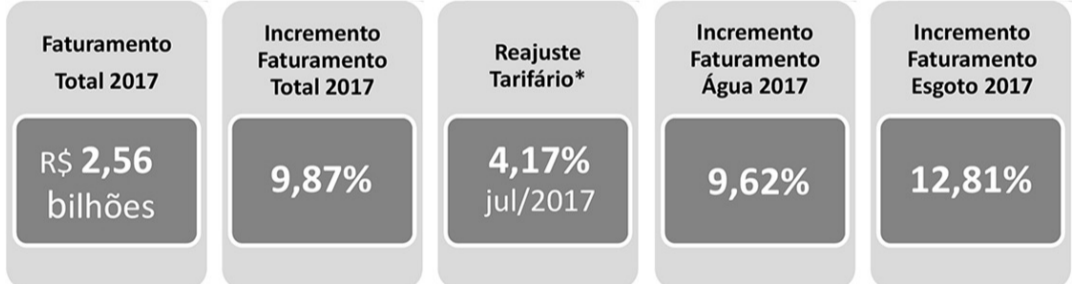 Faturamento
Total 2017
R$ 2,56
bilhões
Incremento
Faturamento
Total 2017
9,87%
Reajuste
Tarifário*
4,17%
jul/2017
Incremento
Faturamento
Água 2017
9,62%
Incremento
Faturamento
Esgoto 2017
12,81%